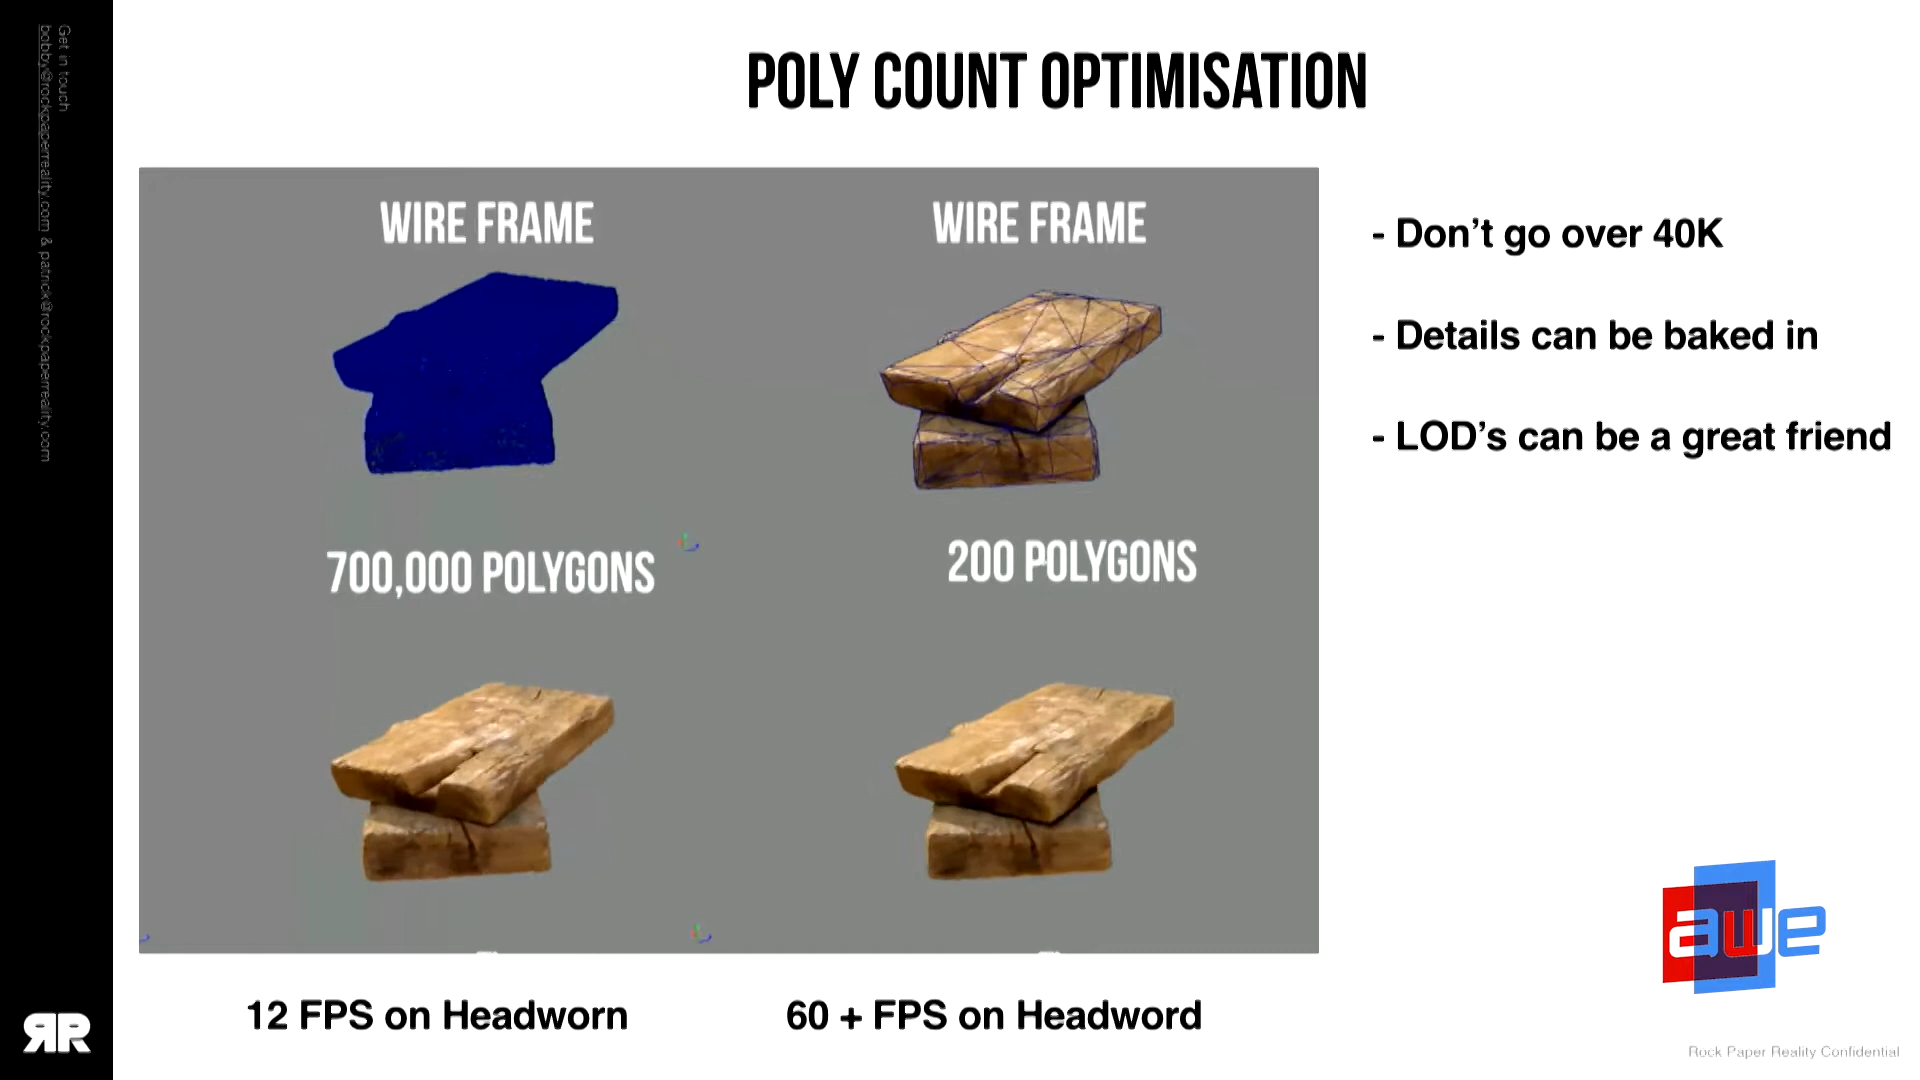 Get in touch
bobby@rockpaperreality.com & patrick@rockpaperreality.com
POLY COUNT OPTIMISATION
WIRE FRAME
WIRE FRAME
700,000 POLYGONS
200 POLYGONS
12 FPS on Headworn
60 + FPS on Headword
- Don’t go over 40K
- Details can be baked in
- LOD’s can be a great friend
awe
RR
Rock Paper Reality Confidential